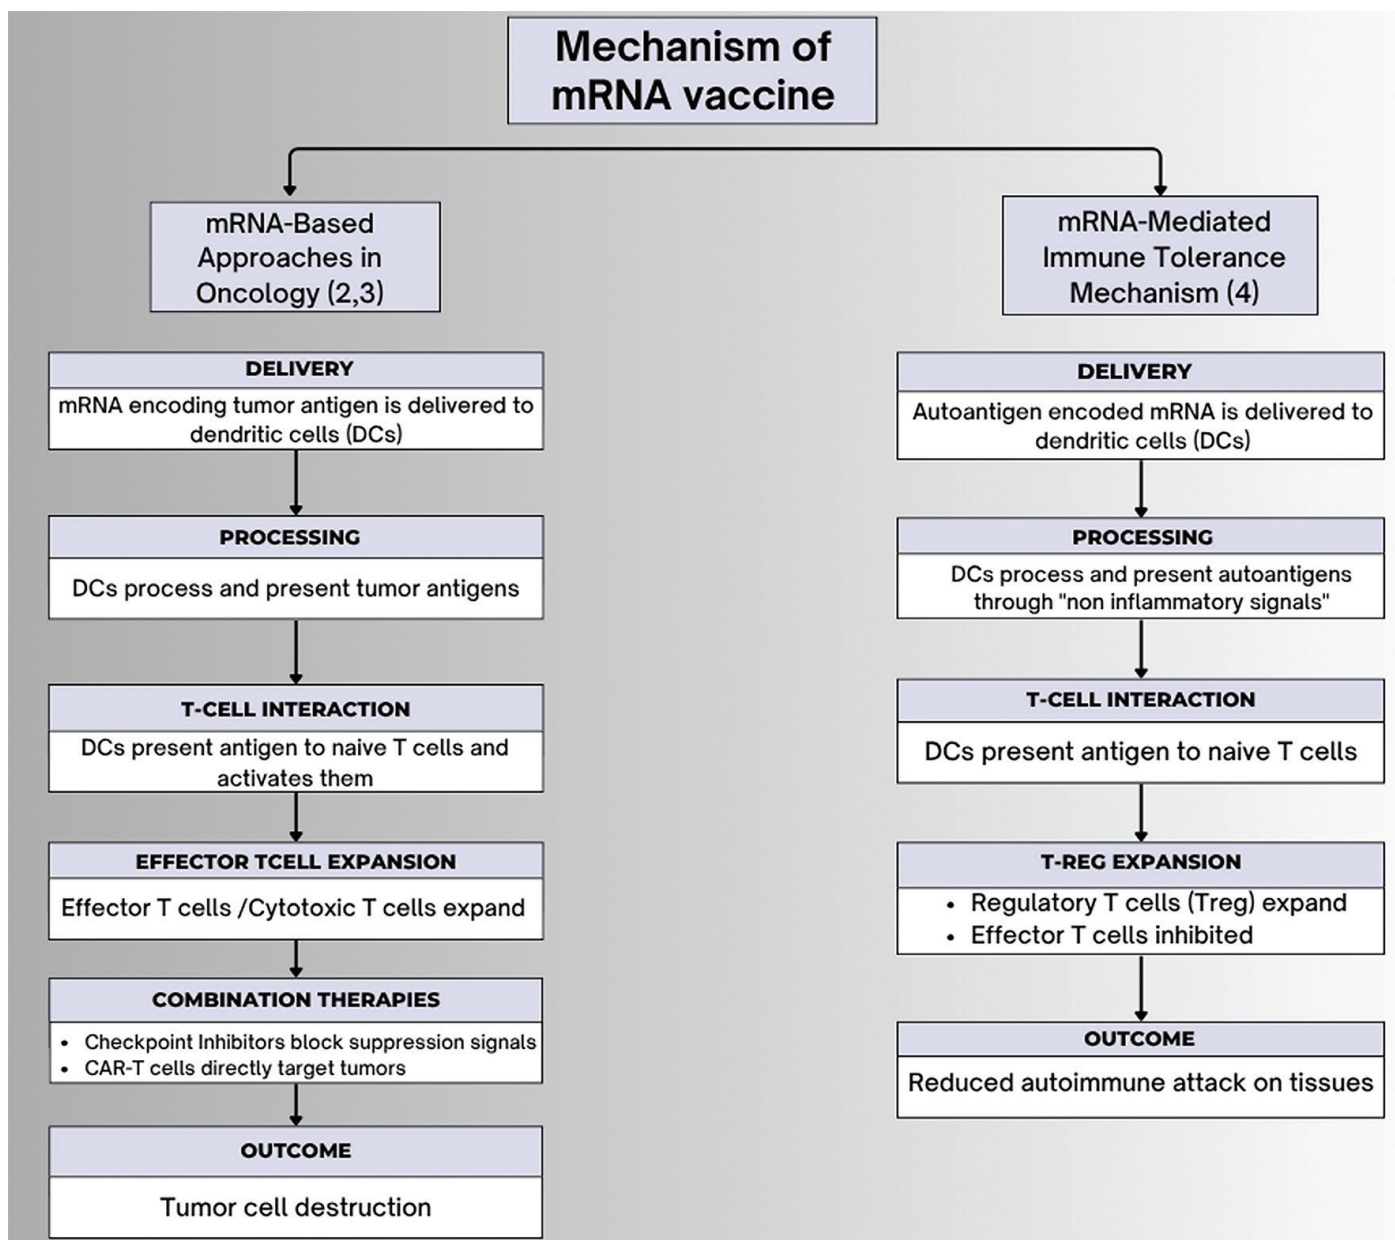 Mechanism of
mRNA vaccine
mRNA-Based
Approaches in
Oncology (2,3)
DELIVERY
mRNA encoding tumor antigen is delivered to
dendritic cells (DCs)
PROCESSING
DCs process and present tumor antigens
T-CELL INTERACTION
DCs present antigen to naive T cells and
activates them
EFFECTOR TCELL EXPANSION
Effector T cells /Cytotoxic T cells expand
COMBINATION THERAPIES
• Checkpoint Inhibitors block suppression signals
• CAR-T cells directly target tumors
OUTCOME
Tumor cell destruction
mRNA-Mediated
Immune Tolerance
Mechanism (4)
DELIVERY
Autoantigen encoded mRNA is delivered to
dendritic cells (DCs)
PROCESSING
DCs process and present autoantigens
through "non inflammatory signals"
T-CELL INTERACTION
DCs present antigen to naive T cells
T-REG EXPANSION
• Regulatory T cells (Treg) expand
• Effector T cells inhibited
OUTCOME
Reduced autoimmune attack on tissues